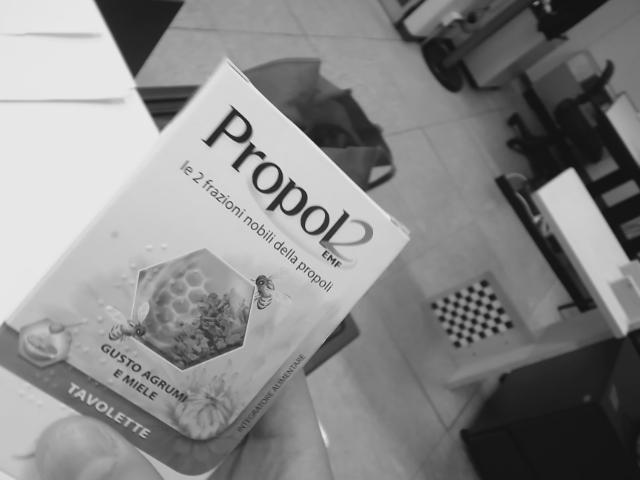 Propol2
EMF
le 2 frazioni nobili della propoli
GUSTO AGRUMI
E MIELE
TAVOLETTE
INTEGRATORE ALIMENTARE